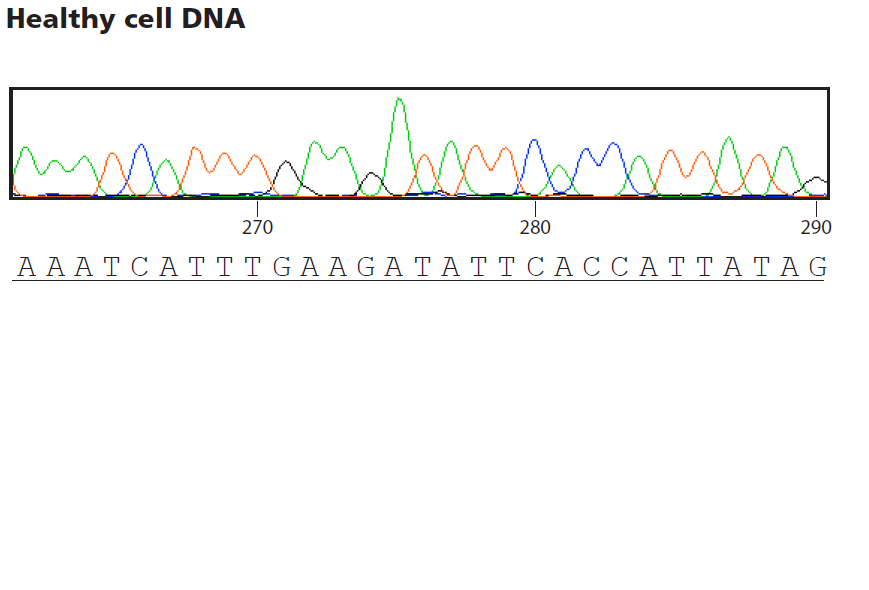 Healthy cell DNA
270 280 290
A A A T C A T T T G A A G A T A T T C A C C A T T A T A G